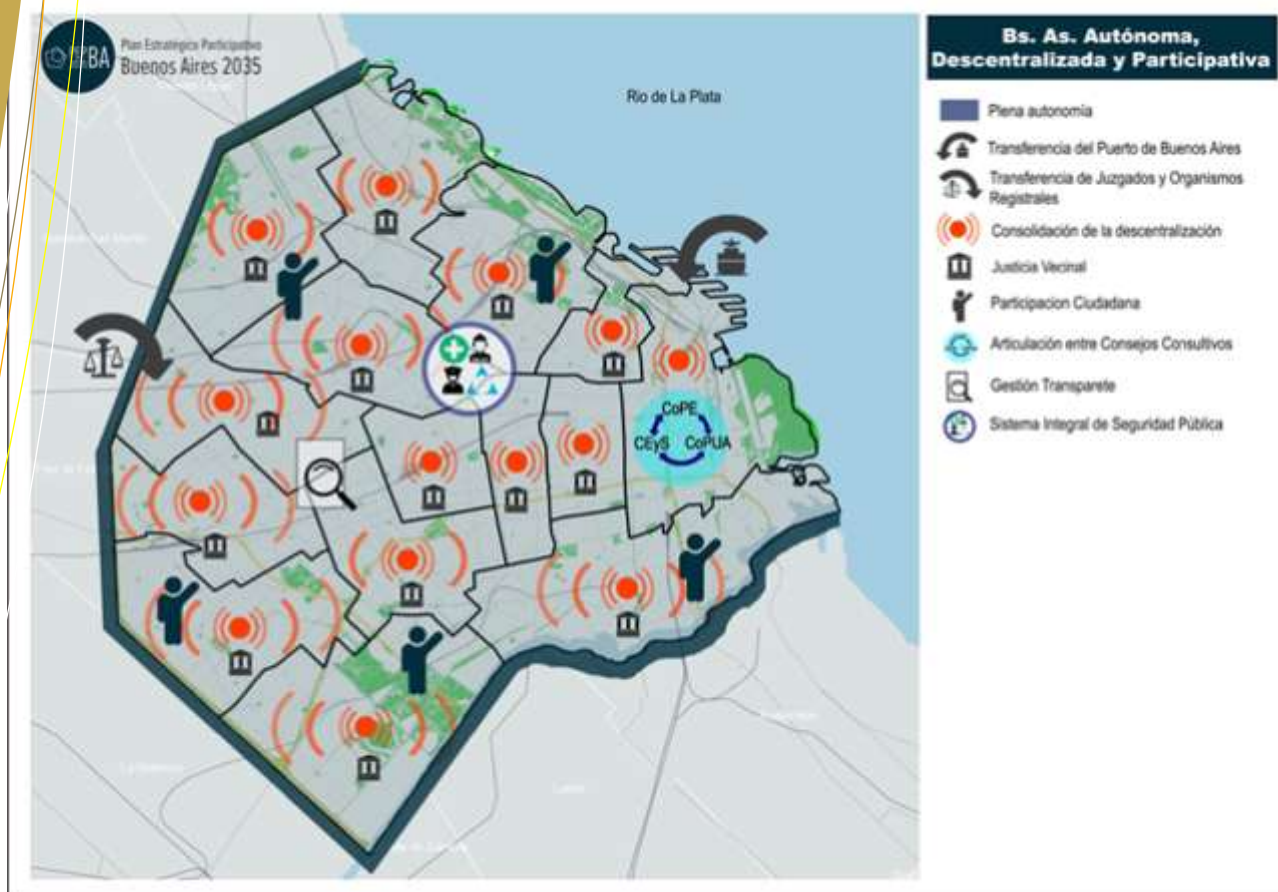 BA
Plan Estratégico Participativo
Buenos Aires 2035
Rio de La Plata
CoPE
CEyS CoPUA
Bs. As. Autónoma,
Descentralizada y Participativa
Plena autonomía
Transferencia del Puerto de Buenos Aires
Transferencia de Juzgados y Organismos
Registrales
Consolidación de la descentralización
Justicia Vecinal
Participacion Ciudadana
Articulación entre Consejos Consultivos
Gestión Transparete
Sistema Integral de Seguridad Pública